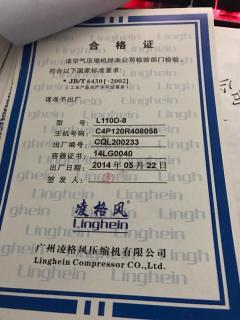 合格证
该空气压缩机经本公司检验部门检验，
符合以下国家标准要求：
*JB/T6430[-2002]
境准予出厂
型号：L110D-8
主机号码：C4P120R408058
出厂编号：CQL200233
容器证书：14LG0040
出厂日期：2014年05月22日
签发人：
凌格风
Linghein
广州凌格风压缩机有限公司
Linghein Compressor CO.,Ltd.